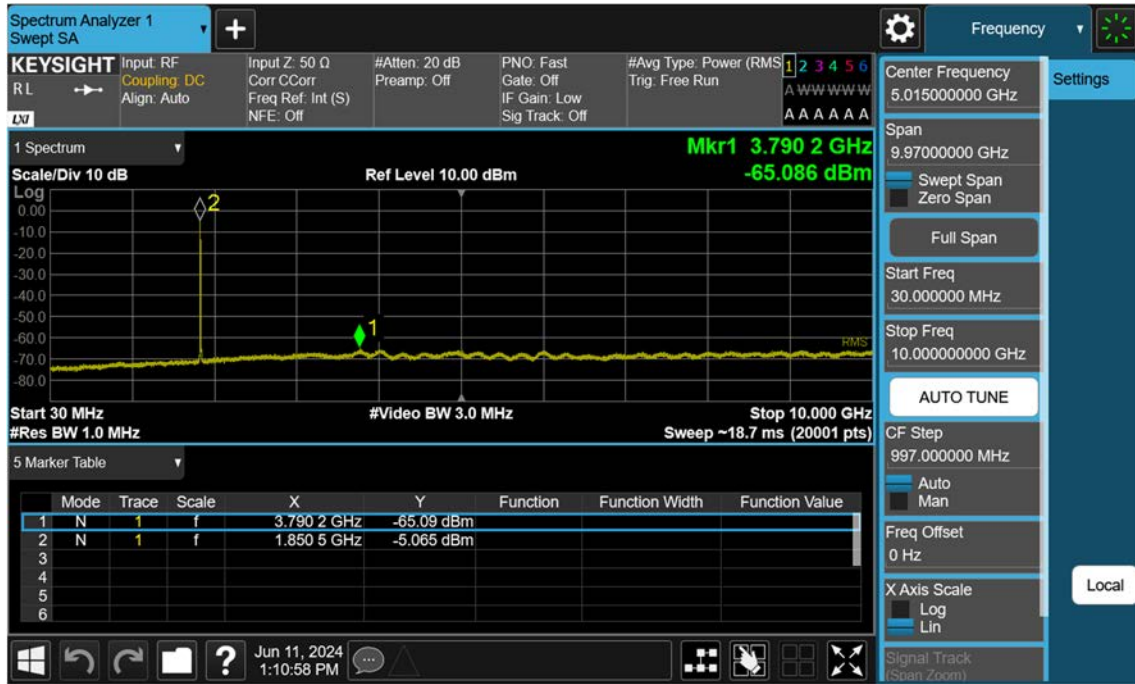 Spectrum Analyzer 1
Swept SA
+
Frequency
KEYSIGHT
R L
LXI
Input: RF
Coupling: DC
Align: Auto
Input Z: 50 Ω
Corr CCorr
Freq Ref: Int (S)
NFE: Off
#Atten: 20 dB
Preamp: Off
PNO: Fast
Gate: Off
IF Gain: Low
Sig Track: Off
#Avg Type: Power (RMS
Trig: Free Run
1 2 3 4 5 6
A W W W W W
A A A A A A
1 Spectrum
Mkr1 3.790 2 GHz
-65.086 dBm
Scale/Div 10 dB
Ref Level 10.00 dBm
Log
0.00
-10.0
-20.0
-30.0
-40.0
-50.0
-60.0
-70.0
-80.0
2
1
RMS
Start 30 MHz
#Video BW 3.0 MHz
Stop 10.000 GHz
#Res BW 1.0 MHz
Sweep ~18.7 ms (20001 pts)
5 Marker Table
Mode Trace Scale X Y Function Function Width Function Value
1 N 1 f 3.790 2 GHz -65.09 dBm
2 N 1 f 1.850 5 GHz -5.065 dBm
3
4
5
6
?
Jun 11, 2024
1:10:58 PM
Center Frequency
5.015000000 GHz
Settings
Span
9.97000000 GHz
Swept Span
Zero Span
Full Span
Start Freq
30.000000 MHz
Stop Freq
10.000000000 GHz
AUTO TUNE
CF Step
997.000000 MHz
Auto
Man
Freq Offset
0 Hz
X Axis Scale
Log
Lin
Local
Signal Track
(Span Zoom)